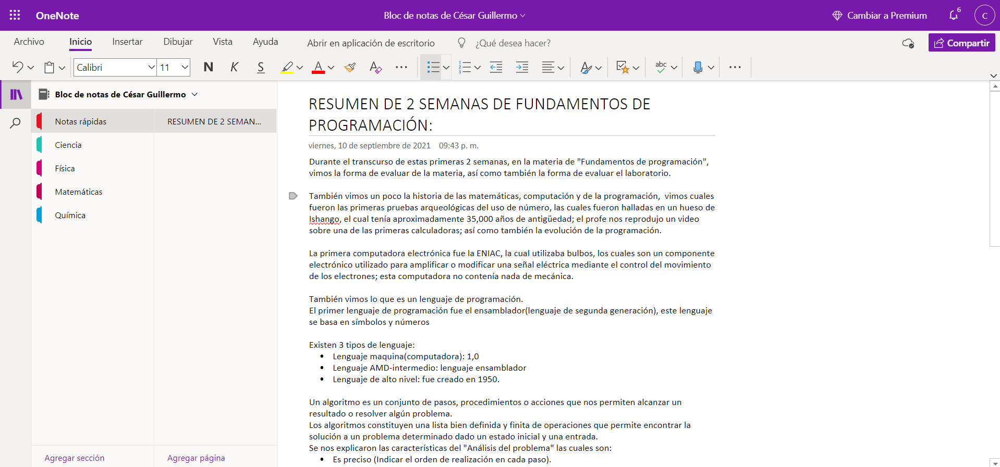 OneNote
Bloc de notas de César Guillermo
Cambiar a Premium
6
C
Archivo
Inicio
Insertar
Dibujar
Vista
Ayuda
Abrir en aplicación de escritorio
¿Qué desea hacer?
Compartir
Calibri
11
N
K
S
A
A
1
2
3
A
abc
Bloc de notas de César Guillermo
Notas rápidas
Ciencia
Física
Matemáticas
Química
Agregar sección
RESUMEN DE 2 SEMAN...
Agregar página
RESUMEN DE 2 SEMANAS DE FUNDAMENTOS DE
PROGRAMACIÓN:
viernes, 10 de septiembre de 2021 09:43 p. m.
Durante el transcurso de estas primeras 2 semanas, en la materia de "Fundamentos de programación",
vimos la forma de evaluar de la materia, así como también la forma de evaluar el laboratorio.
También vimos un poco la historia de las matemáticas, computación y de la programación,  vimos cuales
fueron las primeras pruebas arqueológicas del uso de número, las cuales fueron halladas en un hueso de
Ishango, el cual tenía aproximadamente 35,000 años de antigüedad; el profe nos reprodujo un video
sobre una de las primeras calculadoras; así como también la evolución de la programación.
La primera computadora electrónica fue la ENIAC, la cual utilizaba bulbos, los cuales son un componente
electrónico utilizado para amplificar o modificar una señal eléctrica mediante el control del movimiento
de los electrones; esta computadora no contenía nada de mecánica.
También vimos lo que es un lenguaje de programación.
El primer lenguaje de programación fue el ensamblador(lenguaje de segunda generación), este lenguaje
se basa en símbolos y números
Existen 3 tipos de lenguaje:
• Lenguaje maquina(computadora): 1,0
• Lenguaje AMD-intermedio: lenguaje ensamblador
• Lenguaje de alto nivel: fue creado en 1950.
Un algoritmo es un conjunto de pasos, procedimientos o acciones que nos permiten alcanzar un
resultado o resolver algún problema.
Los algoritmos constituyen una lista bien definida y finita de operaciones que permite encontrar la
solución a un problema determinado dado un estado inicial y una entrada.
Se nos explicaron las características del "Análisis del problema" las cuales son:
• Es preciso (Indicar el orden de realización en cada paso).